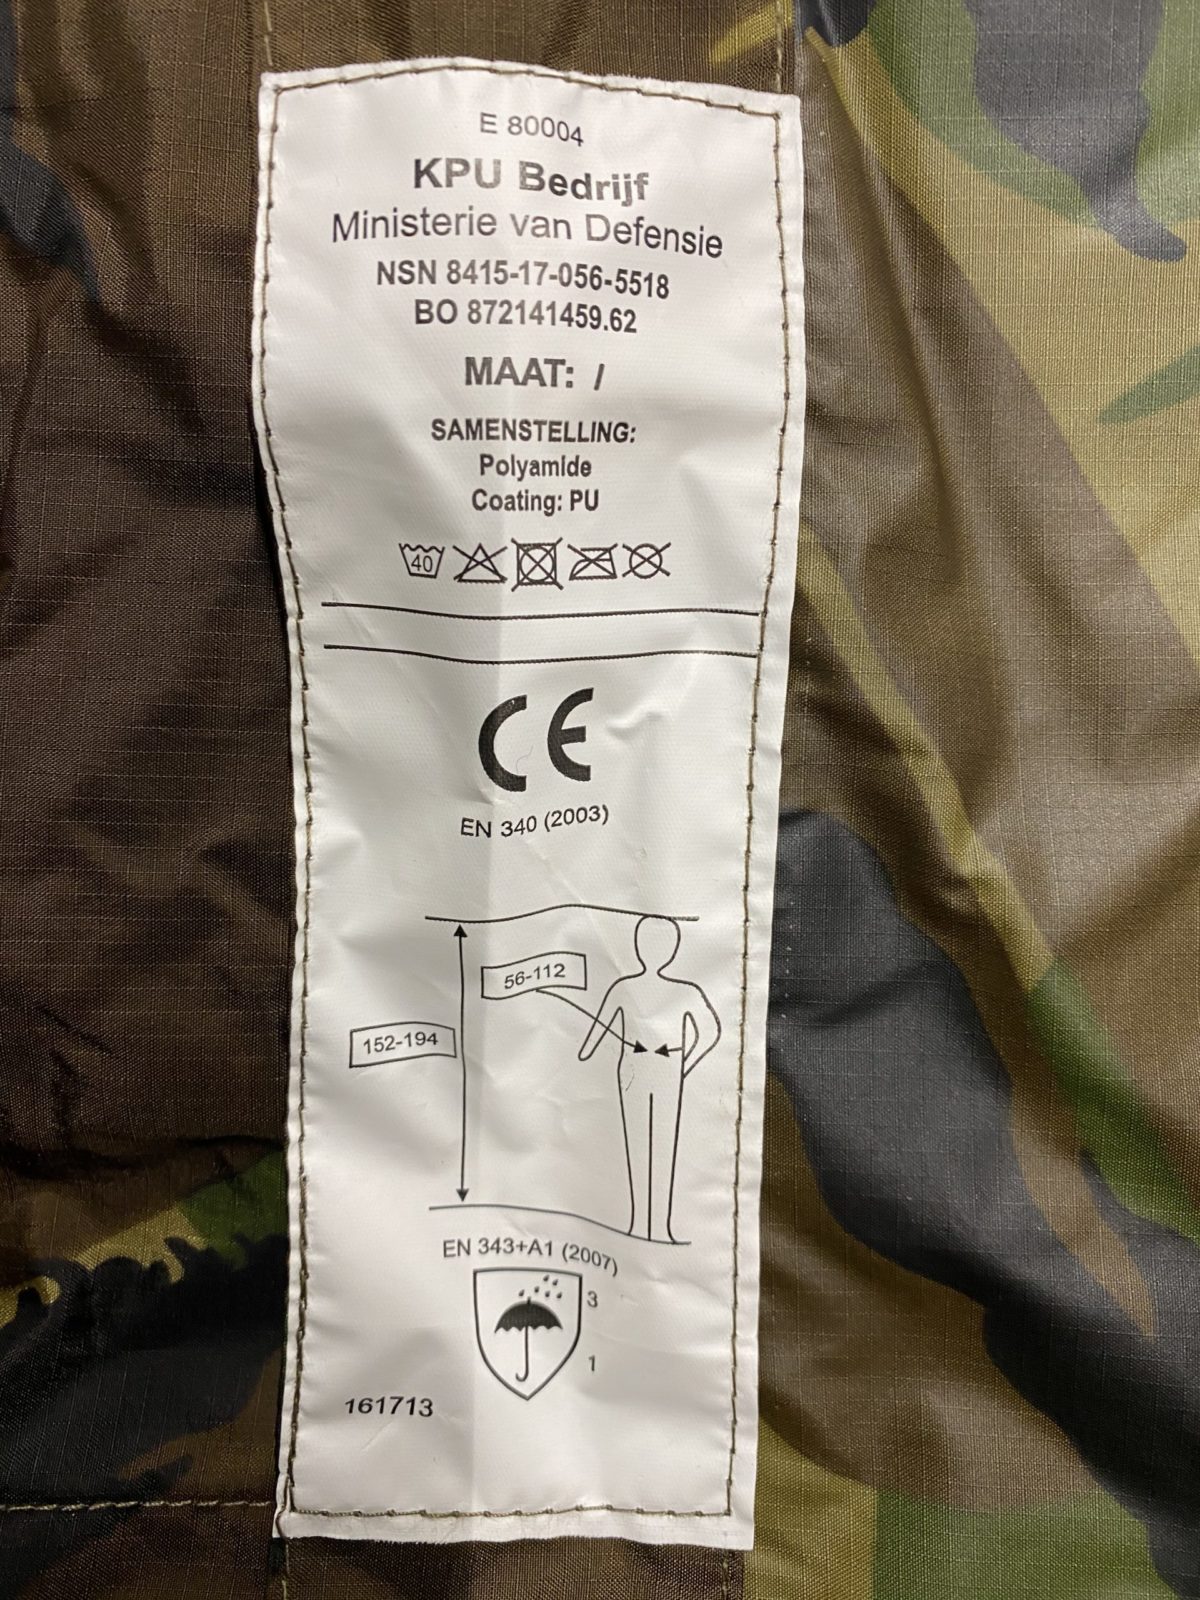 E 80004
KPU Bedrijf
Ministerie van Defensie
NSN 8415-17-056-5518
BO 872141459.62
MAAT: /
SAMENSTELLING:
Polyamide
Coating: PU
40
CE
EN 340 (2003)
56-112
152-194
EN 343+A1 (2007)
3
1
161713